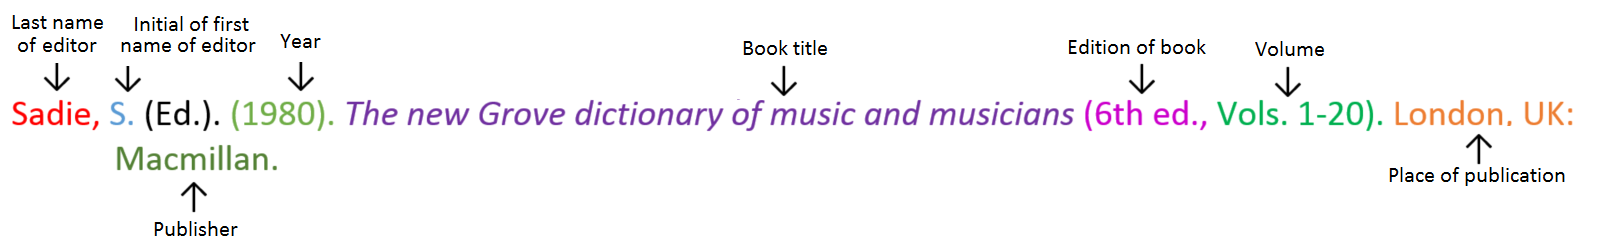 Last name
of editor
Initial of first
name of editor
Year
Book title
Edition of book
Volume
Sadie, S. (Ed.). (1980). The new Grove dictionary of music and musicians (6th ed., Vols. 1-20). London, UK:
Macmillan.
Place of publication
Publisher